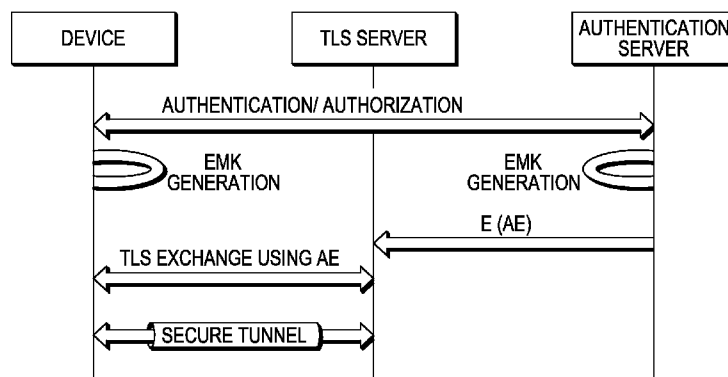 DEVICE
TLS SERVER
AUTHENTICATION
SERVER
AUTHENTICATION/ AUTHORIZATION
EMK
GENERATION
EMK
GENERATION
E (AE)
TLS EXCHANGE USING AE
SECURE TUNNEL